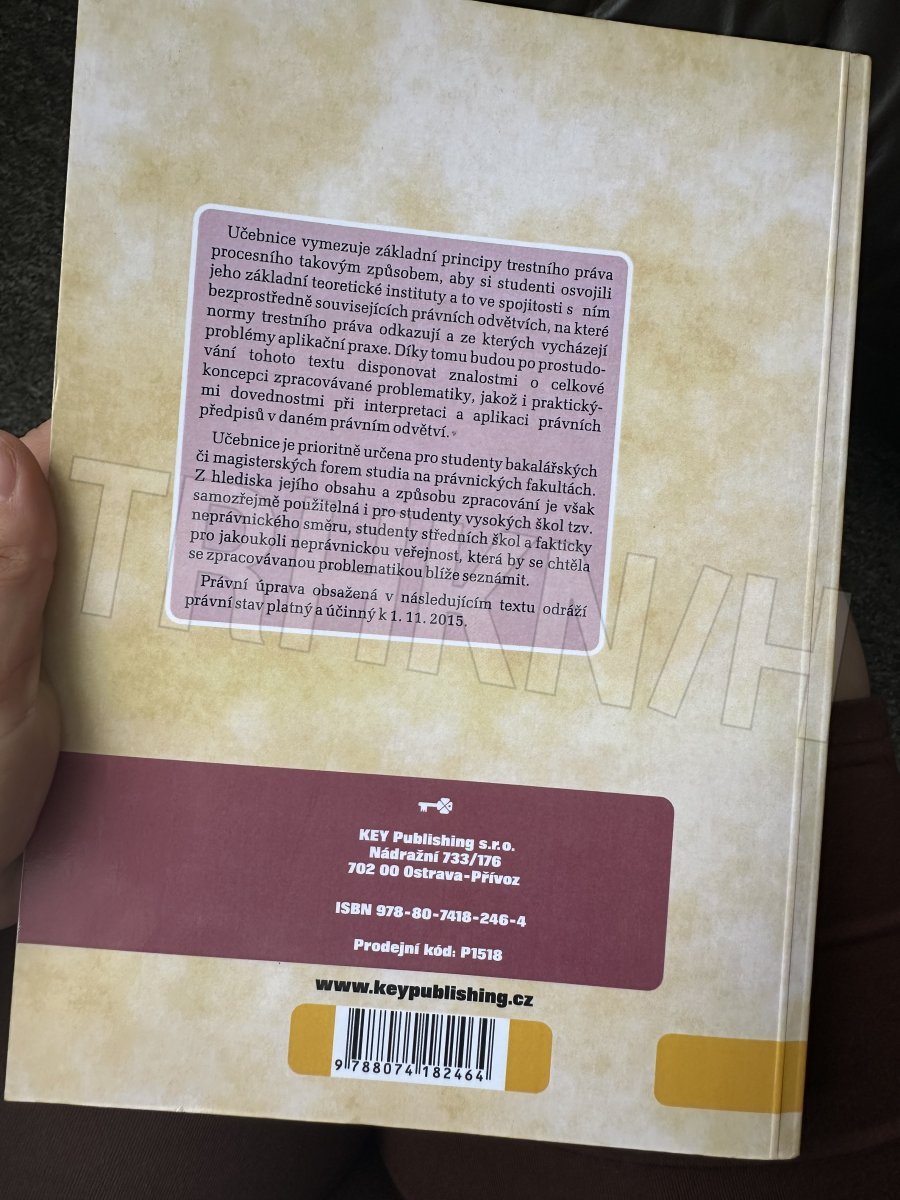 Učebnice vymezuje základní principy trestního práva
procesního takovým způsobem, aby si studenti osvojili
jeho základní teoretické instituty a to ve spojitosti s ním
bezprostředně souvisejících právních odvětvích, na které
normy trestního práva odkazují a ze kterých vycházejí
problémy aplikační praxe. Díky tomu budou po prostudo-
vání tohoto textu disponovat znalostmi o celkové
koncepci zpracovávané problematiky, jakož i praktický-
mi dovednostmi při interpretaci a aplikaci právních
předpisů v daném právním odvětví.
Učebnice je prioritně určena pro studenty bakalářských
či magisterských forem studia na právnických fakultách.
Z hlediska jejího obsahu a způsobu zpracování je však
samozřejmě použitelná i pro studenty vysokých škol tzv.
neprávnického směru, studenty středních škol a fakticky
pro jakoukoli neprávnickou veřejnost, která by se chtěla
se zpracovávanou problematikou blíže seznámit.
Právní úprava obsažená v následujícím textu odráží
právní stav platný a účinný k 1. 11. 2015.
KEY Publishing s.r.o.
Nádražní 733/176
702 00 Ostrava-Přívoz
ISBN 978-80-7418-246-4
Prodejní kód: P1518
www.keypublishing.cz
9 788074 182464